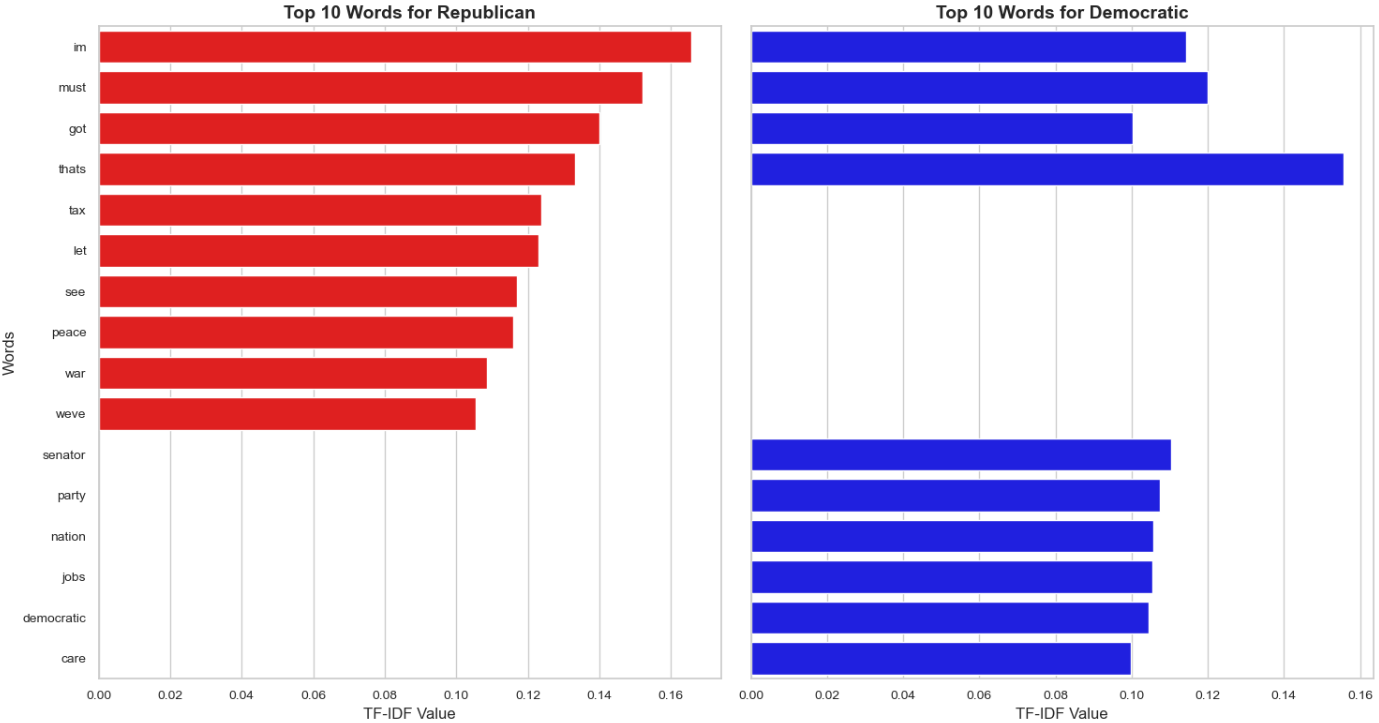 Top 10 Words for Republican
Top 10 Words for Democratic
Words
im
must
got
thats
tax
let
see
peace
war
weve
senator
party
nation
jobs
democratic
care
0.00 0.02 0.04 0.06 0.08 0.10 0.12 0.14 0.16
TF-IDF Value
0.00 0.02 0.04 0.06 0.08 0.10 0.12 0.14 0.16
TF-IDF Value